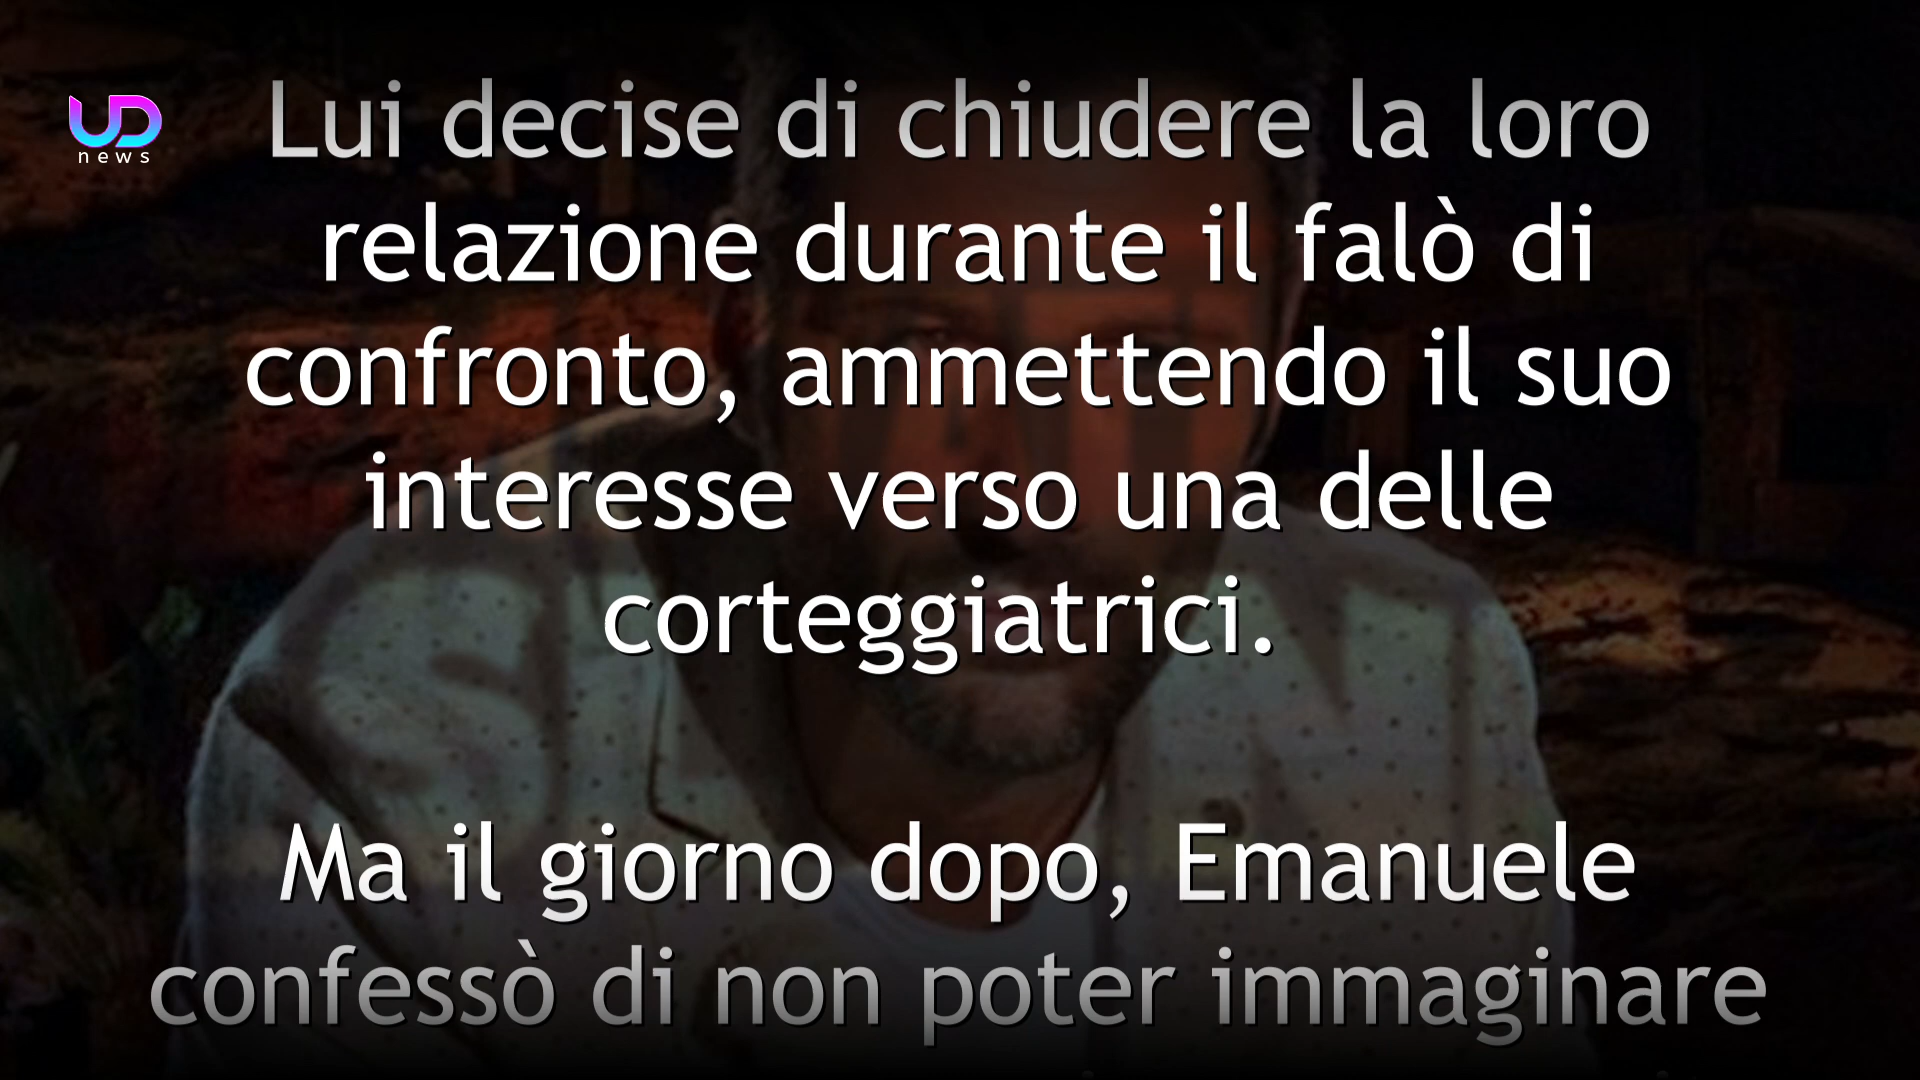 UD
news
Lui decise di chiudere la loro
relazione durante il falò di
confronto, ammettendo il suo
interesse verso una delle
corteggiatrici.
Ma il giorno dopo, Emanuele
confessò di non poter immaginare